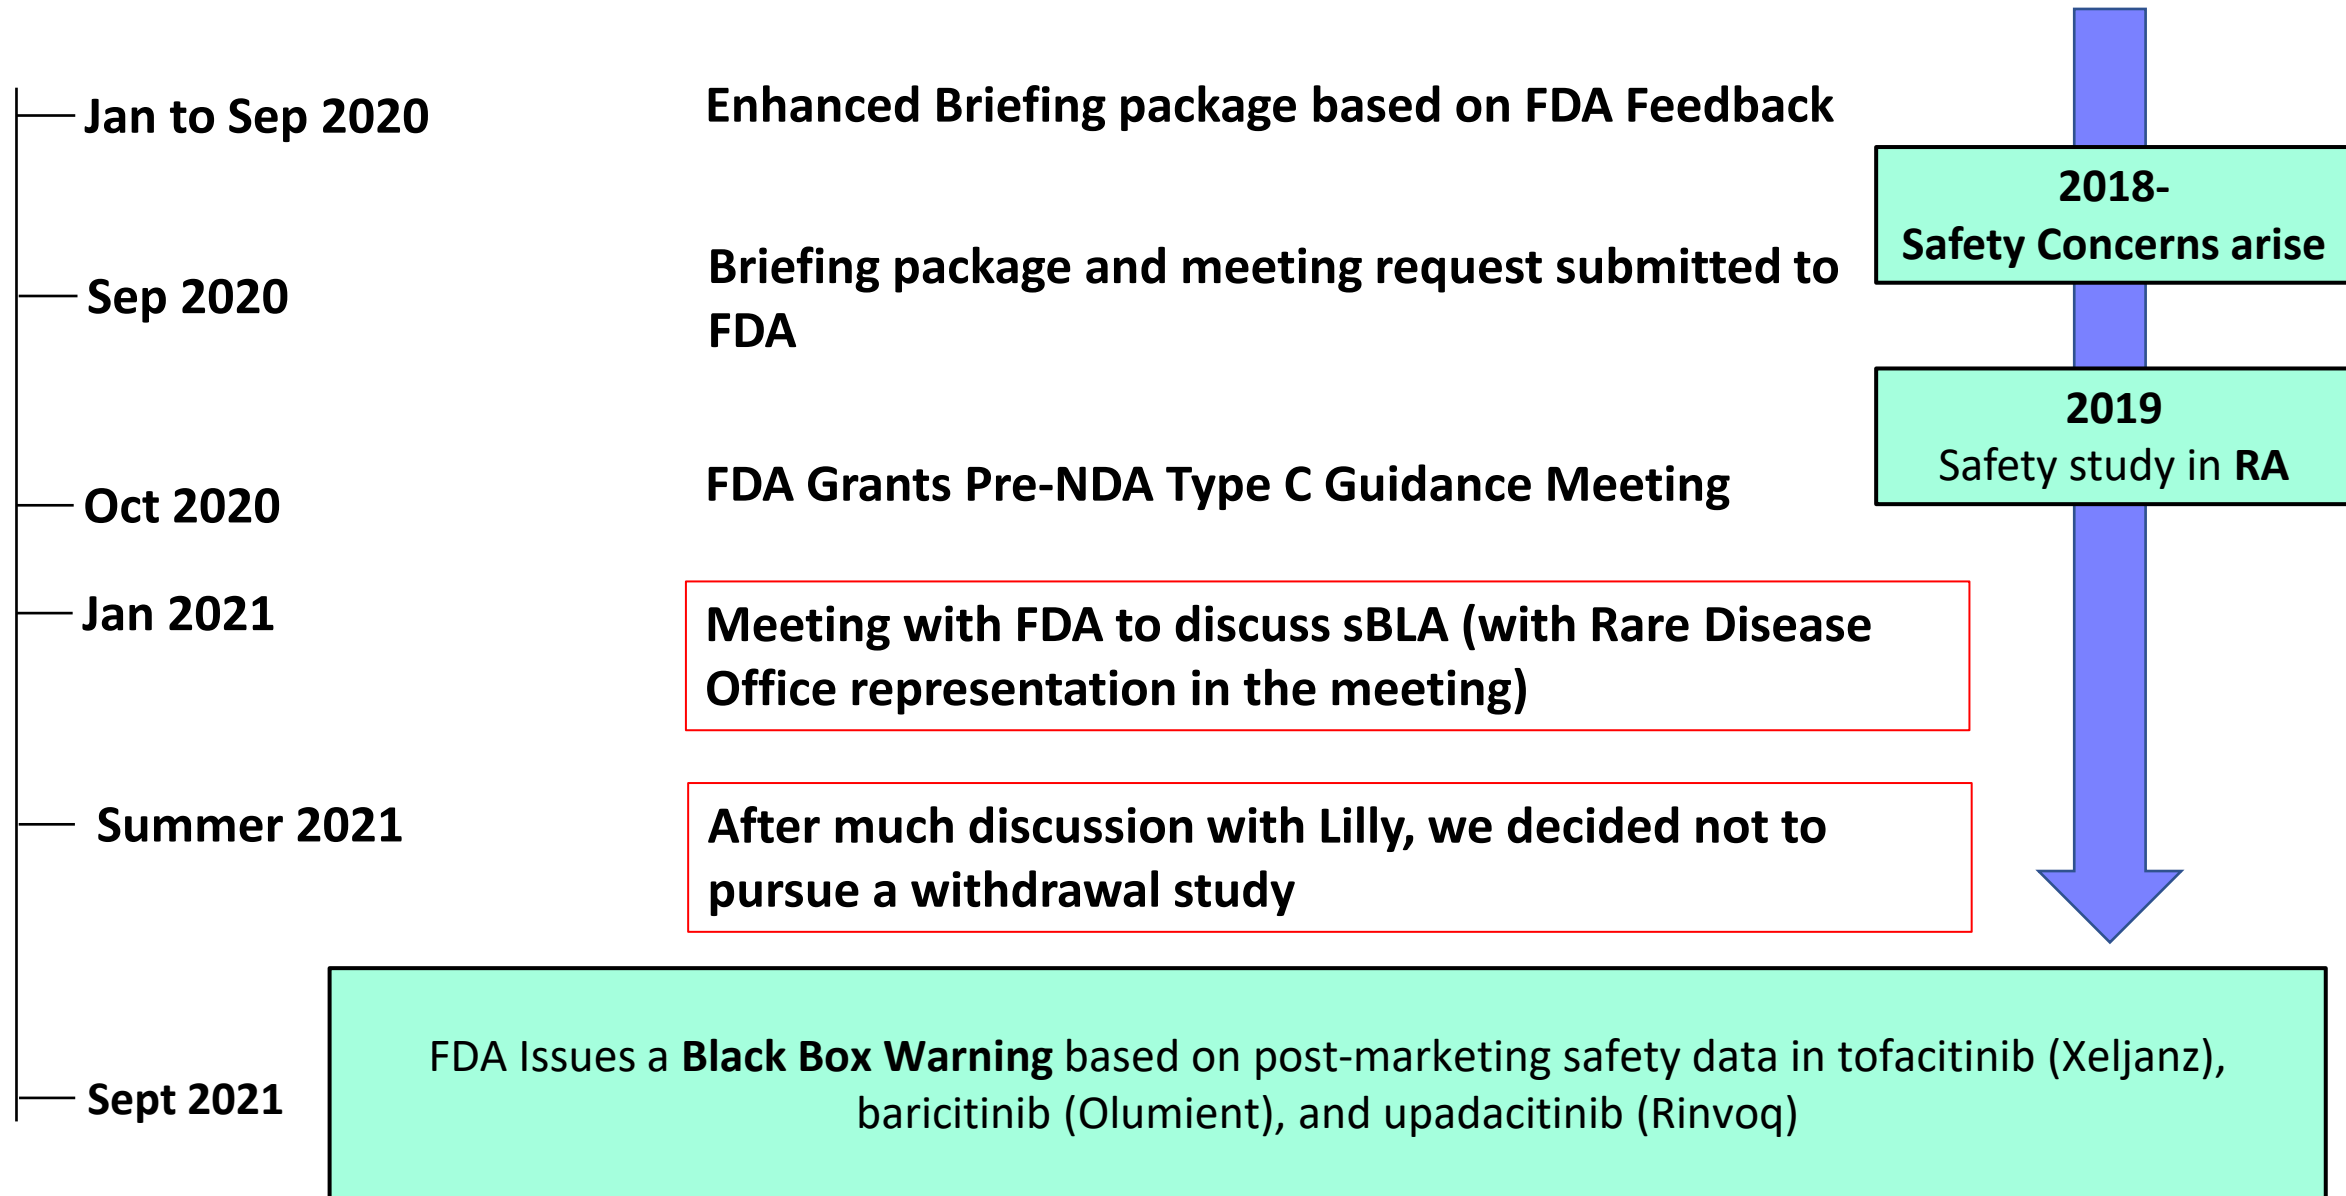 Jan to Sep 2020
Enhanced Briefing package based on FDA Feedback
2018-
Safety Concerns arise
Sep 2020
Briefing package and meeting request submitted to
FDA
2019
Safety study in RA
Oct 2020
FDA Grants Pre-NDA Type C Guidance Meeting
Jan 2021
Meeting with FDA to discuss sBLA (with Rare Disease
Office representation in the meeting)
Summer 2021
After much discussion with Lilly, we decided not to
pursue a withdrawal study
Sept 2021
FDA Issues a Black Box Warning based on post-marketing safety data in tofacitinib (Xeljanz),
baricitinib (Olumient), and upadacitinib (Rinvoq)